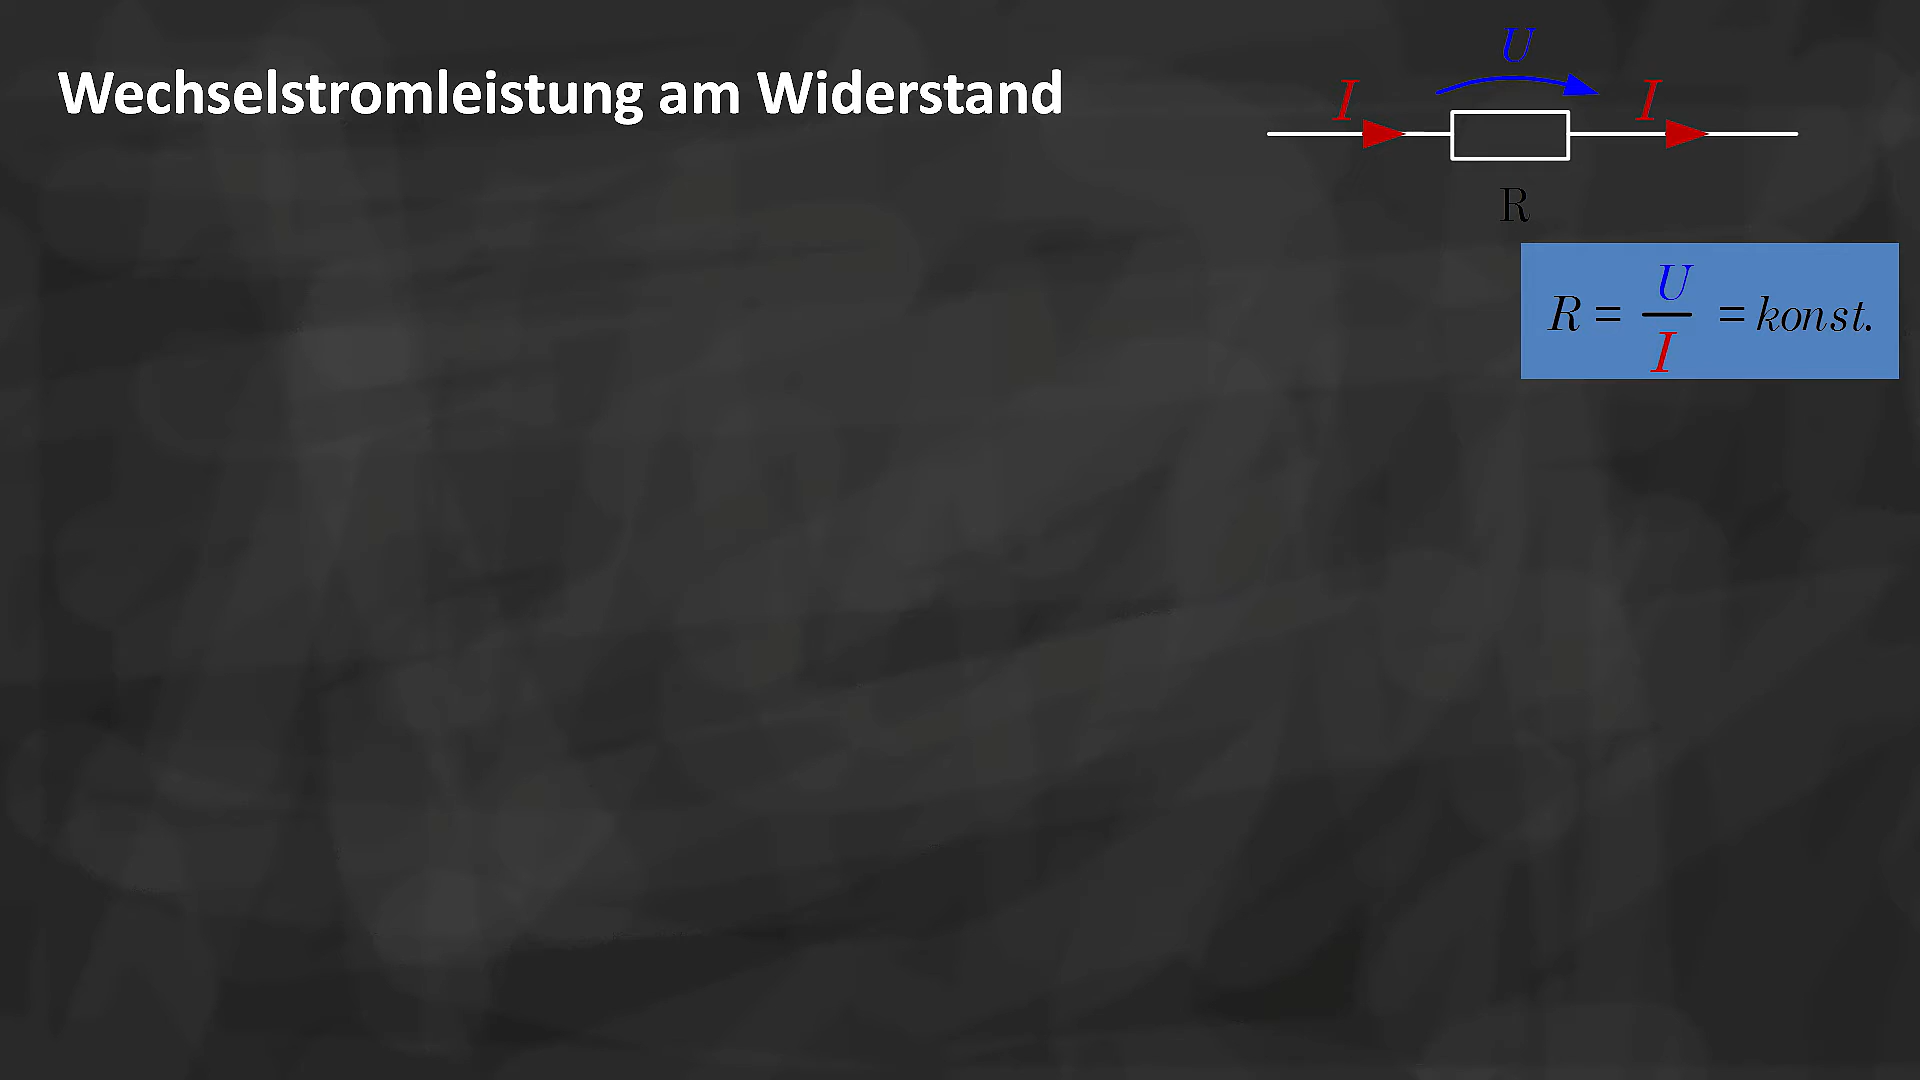 Wechselstromleistung am Widerstand
U
I I
R
R = U / I = konst.